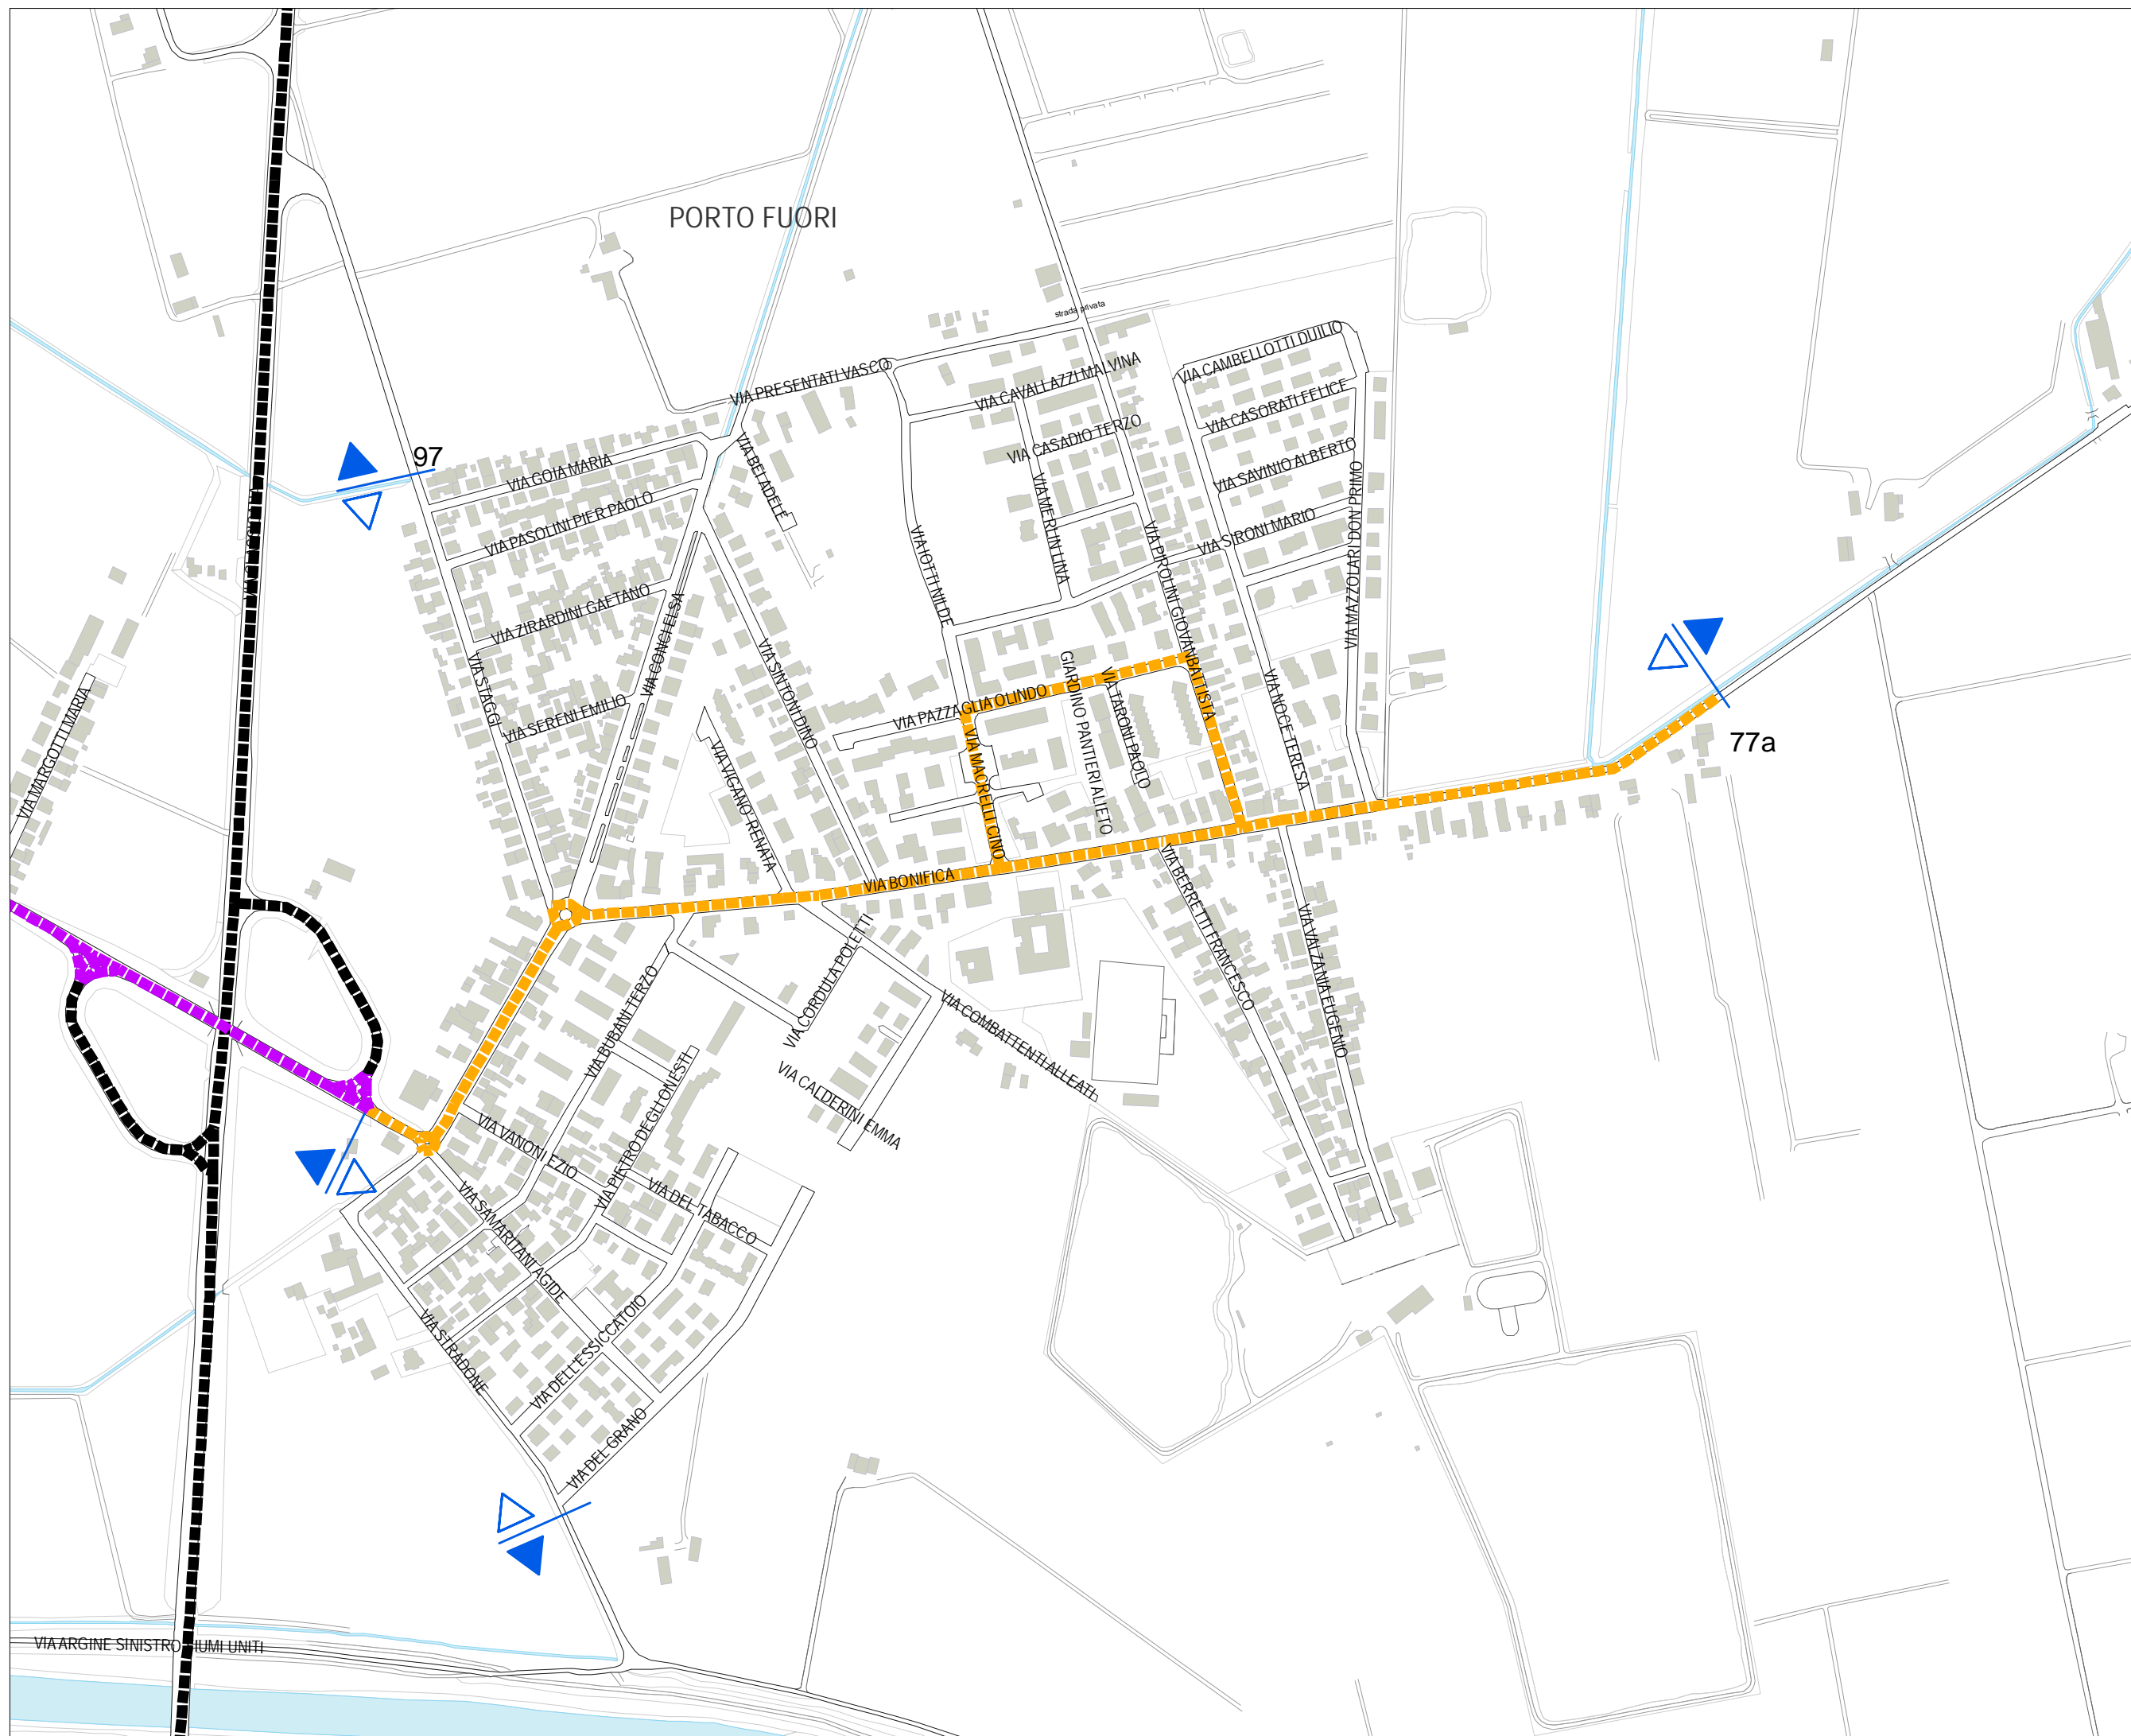 PORTO FUORI
strada privata
VIA CAMBELLOTTI DUILIO
VIA PRESENTATI VASCO
VIA CAVALLAZZI MALVINA
VIA CASORATI FELICE
97
VIA CASADIO TERZO
VIA GOIA MARIA
VIA BEI ADELE
VIA SAVINIO ALBERTO
VIA PASOLINI PIER PAOLO
VIA MERLIN LINA
VIA PIROLINI GIOVANBATTISTA
VIA SIRONI MARIO
VIA MAZZOLARI DON PRIMO
VIA IOTTI NILDE
VIA ZIRARDINI GAETANO
VIA CONCI ELSA
VIA STAGGI
VIA SINTONI DINO
VIA SERENI EMILIO
VIA MARGOTTI MARIA
VIA PAZZAGLIA OLINDO
GIARDINO PANTIERI ALIETO
VIA TARONI PAOLO
VIA NOCE TERESA
77a
VIA MACRELLI CINO
VIA VIGANO' RENATA
VIA BONIFICA
VIA BERRETTI FRANCESCO
VIA VALZANIA EUGENIO
VIA CORDULA POLETTI
VIA BUBANI TERZO
VIA COMBATTENTI ALLEATI
VIA PIETRO DEGLI ONESTI
VIA CALDERINI EMMA
VIA VANONI EZIO
VIA DEL TABACCO
VIA SAMARITANI AGIDE
VIA STRADONE
VIA DELL'ESSICCATOIO
VIA DEL GRANO
VIA ARGINE SINISTRO FIUMI UNITI